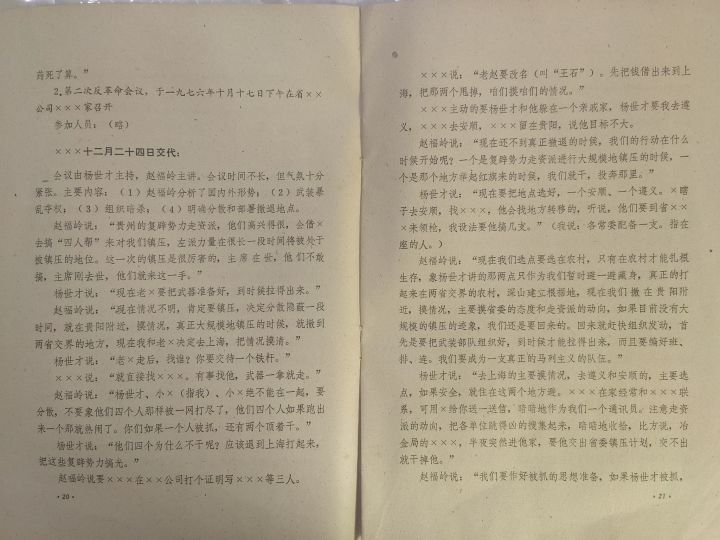 药死了算。”
2.第二次反革命会议，于一九七六年十月十七日下午在省××
公司×××家召开
参加人员：（略）
×××十二月二十四日交代：
会议由杨世才主持，赵福岭主讲。会议时间不长，但气氛十分
紧张。主要内容：（1）赵福岭分析了国内外形势；（2）武装暴
乱夺权；（3）组织暗杀；（4）明确分散和部署撤退地点。
赵福岭说：“贵州的复辟势力走资派，他们高兴得很，会借×
去搞“四人帮”来对我们镇压，左派力量在很长一段时间将被处于
被镇压的地位。这一次的镇压是很厉害的，主席在世，他们不敢
搞，主席刚去世，他们就来这一手。”
杨世才说：“现在老×要把武器准备好，到时候拉得出来。”
赵福岭说：“现在情况不明，肯定要镇压，决定分散隐蔽一段
时间，就在贵阳附近，摸情况，真正大规模地镇压的时候，就撤到
两省交界的地方，现在我和老×决定去上海，把情况摸清。”
杨世才说：“老×走后，找谁？你要交待一个铁杆。”
×××说：“就直接找×××。有事找他，武器一拿就走。”
赵福岭说：“杨世才、小×（指我）、小×绝不能在一起，要
分散，不要象他们四个人那样被一网打尽了，他们四个人如果跑出
来一个那就热闹了。你们如果一个人被抓，还有两个顶着干。”
杨世才说：“他们四个为什么不干呢？应该退到上海打起来，
把这些复辟势力搞光。”
赵福岭说要×××在××公司打个证明写×××等三人。
·20·
×××说：“老赵要改名（叫“王石”）。先把钱借出来到上
海，把那两个甩掉，咱们摸咱们的情况。”
×××主动的要杨世才和他躲在一个亲戚家，杨世才要我去遵
义，×××去安顺，×××留在贵阳，说他目标不大。
赵福岭说：“现在还不到真正撤退的时候，我们的行动在什么
时候开始呢？一个是复辟势力走资派进行大规模地镇压的时候，一
个是那个地方举起红旗来的时候，我们就干，投奔那里。”
杨世才说：“现在要把地点选好，一个安顺、一个遵义。×瞎
子去安顺，找×××，他会找地方转移的，听说，他们要到省××
×来领枪，我设法要他搞几支。”（我说：各常委配备一支。指在
座的人。）
赵福岭说：“现在我们选点要选在农村，只有在农村才能扎根
生存，象杨世才讲的那两点只作为我们暂时避一避藏身，真正的打
起来在两省交界的农村，深山建立根据地，现在我们撤在贵阳附
近，摸情况，主要摸省委的态度和走资派的动向，如果目前没有大
规模的镇压的迹象，我们还是要回来的。回来就赶快组织发动，首
先是要把武装部队组织好，到时候才能拉得出来，而且要编好班、
排、连。我们要成为一支真正的马列主义的队伍。”
杨世才说：“去上海的主要摸情况，去遵义和安顺的，主要选
点，如果安全，就住在这两个地方避。×××在家经常和×××联
系，可用×给你送一送信，暗暗地作为我们一个通讯员。注意走资
派的动向，把各单位跳得凶的搜集起来，暗暗地收拾，比方说，冶
金局的×××，半夜突然进他家，要他交出省委镇压计划，交不出
就干掉他。”
赵福岭说：“我们要作好被抓的思想准备，如果杨世才被抓，
·21·